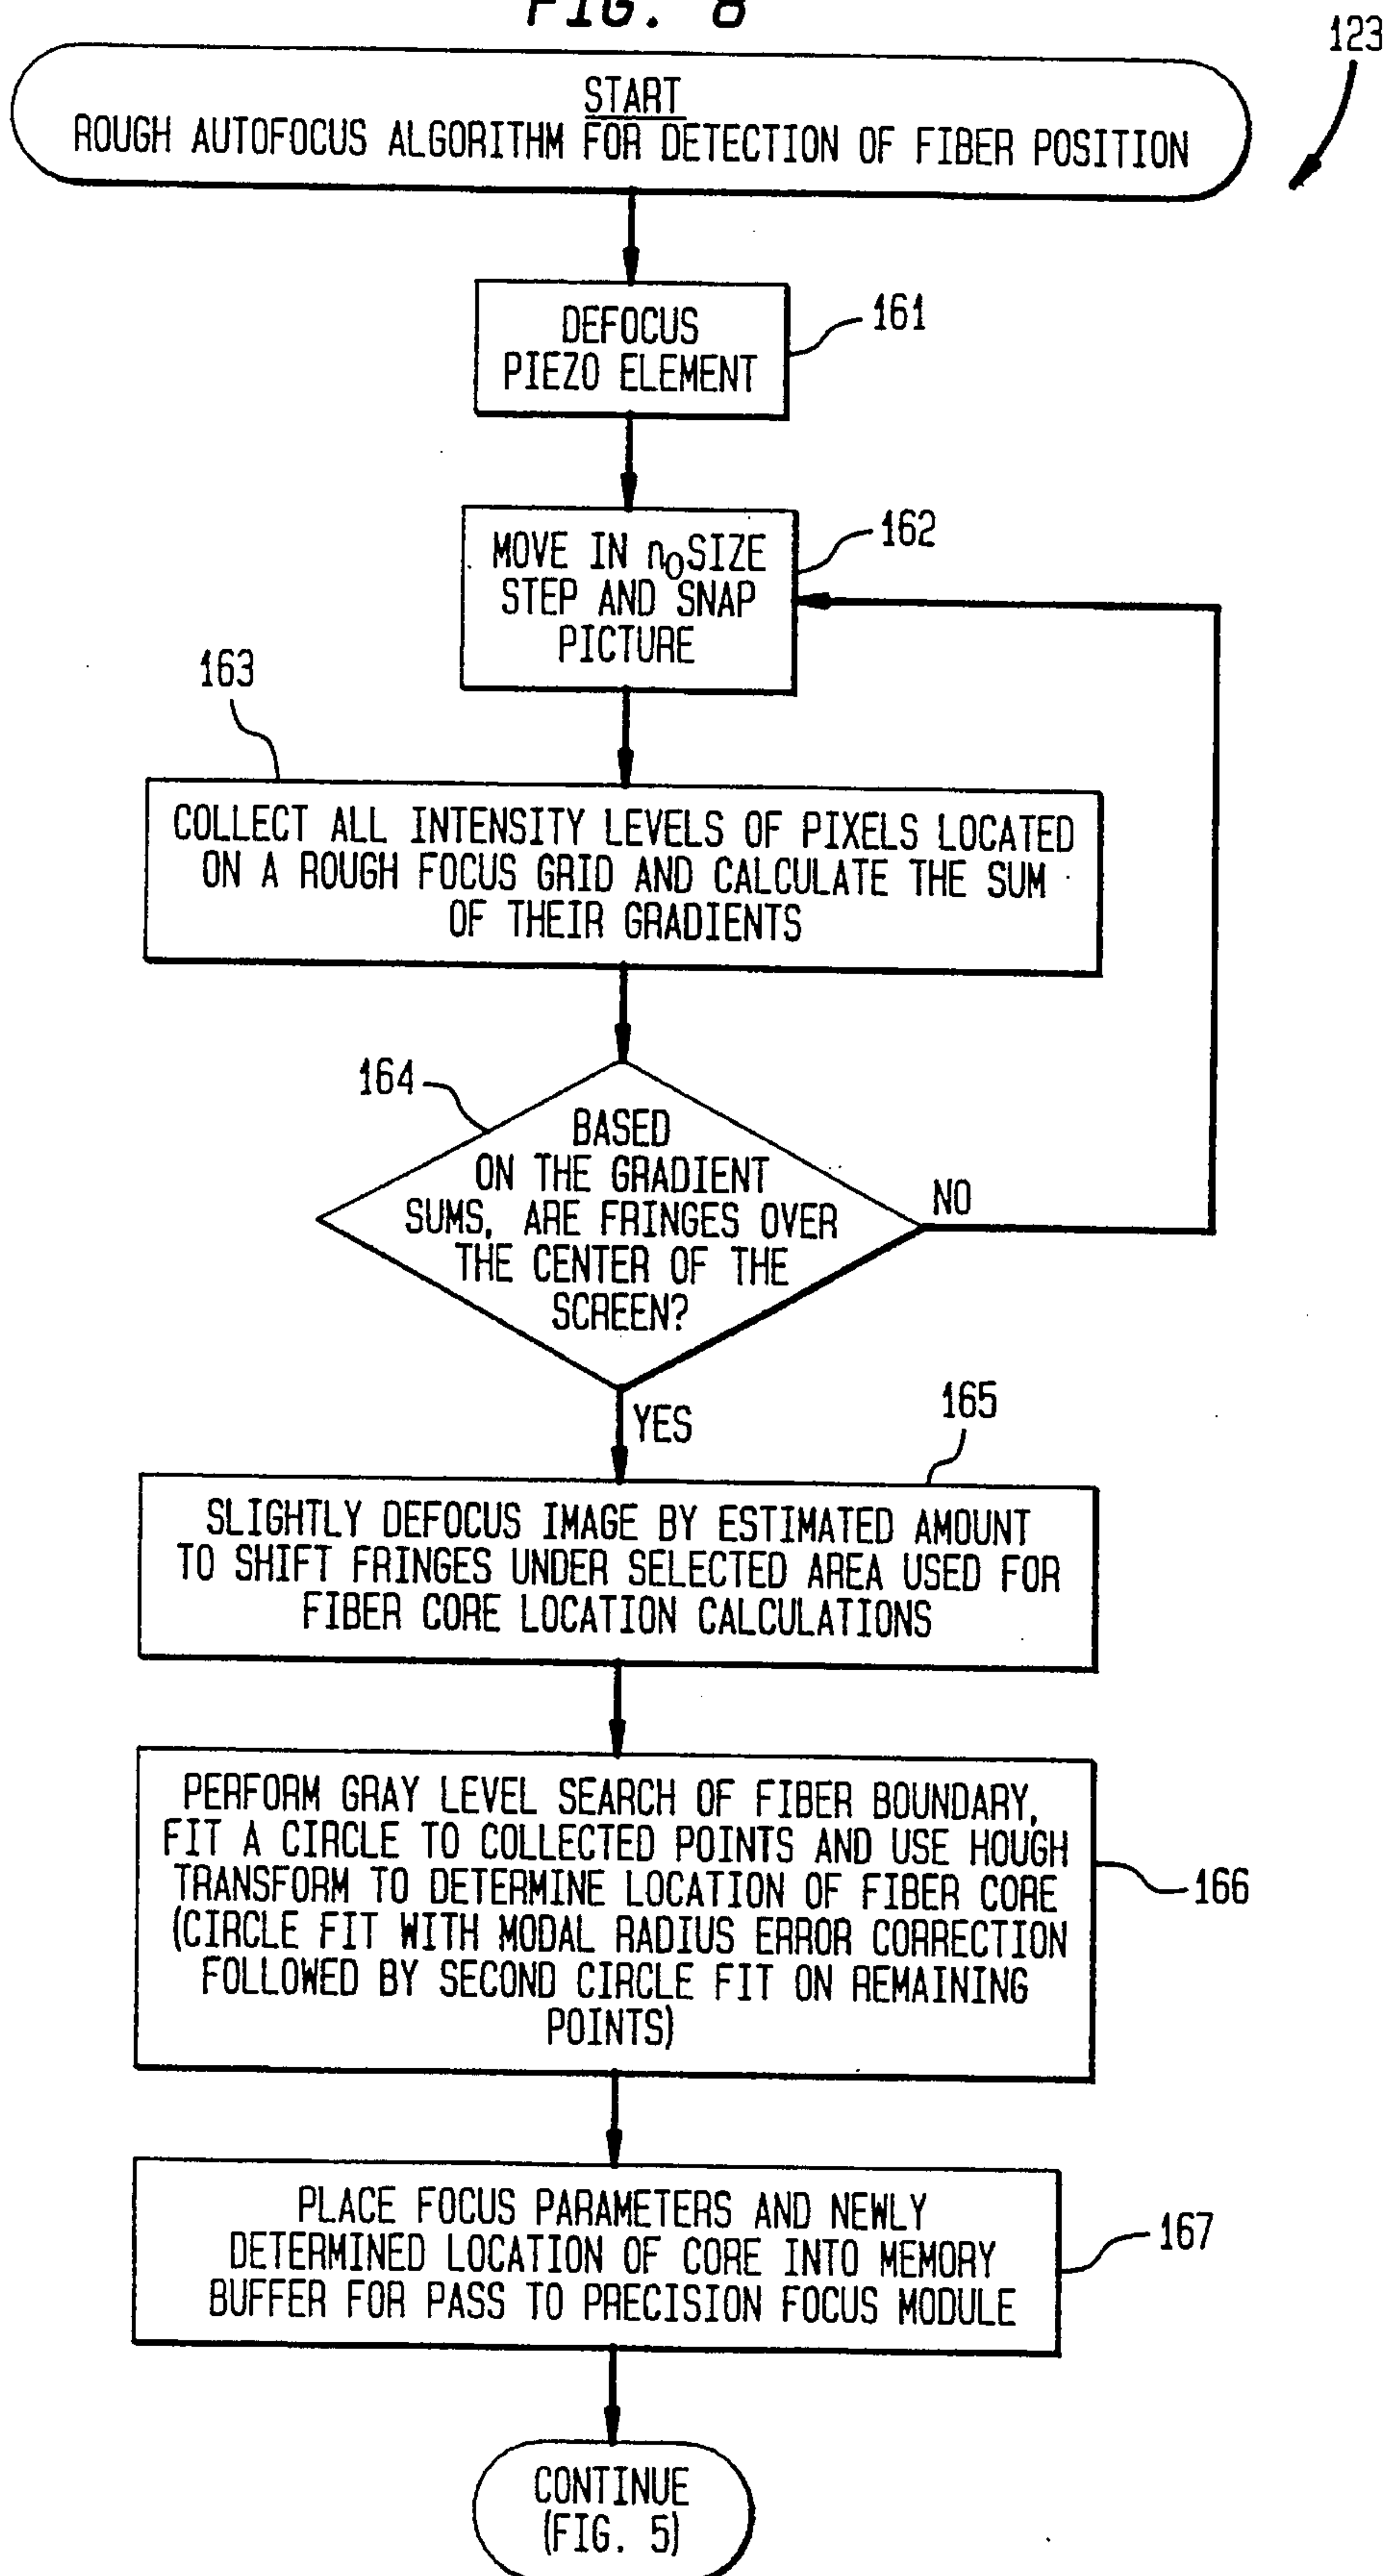 FIG. 8
123
START
ROUGH AUTOFOCUS ALGORITHM FOR DETECTION OF FIBER POSITION
DEFOCUS
PIEZO ELEMENT
161
MOVE IN n0 SIZE
STEP AND SNAP
PICTURE
162
163
COLLECT ALL INTENSITY LEVELS OF PIXELS LOCATED
ON A ROUGH FOCUS GRID AND CALCULATE THE SUM
OF THEIR GRADIENTS
164
BASED
ON THE GRADIENT
SUMS, ARE FRINGES OVER
THE CENTER OF THE
SCREEN?
NO
YES
165
SLIGHTLY DEFOCUS IMAGE BY ESTIMATED AMOUNT
TO SHIFT FRINGES UNDER SELECTED AREA USED FOR
FIBER CORE LOCATION CALCULATIONS
PERFORM GRAY LEVEL SEARCH OF FIBER BOUNDARY,
FIT A CIRCLE TO COLLECTED POINTS AND USE HOUGH
TRANSFORM TO DETERMINE LOCATION OF FIBER CORE
(CIRCLE FIT WITH MODAL RADIUS ERROR CORRECTION
FOLLOWED BY SECOND CIRCLE FIT ON REMAINING
POINTS)
166
PLACE FOCUS PARAMETERS AND NEWLY
DETERMINED LOCATION OF CORE INTO MEMORY
BUFFER FOR PASS TO PRECISION FOCUS MODULE
167
CONTINUE
(FIG. 5)